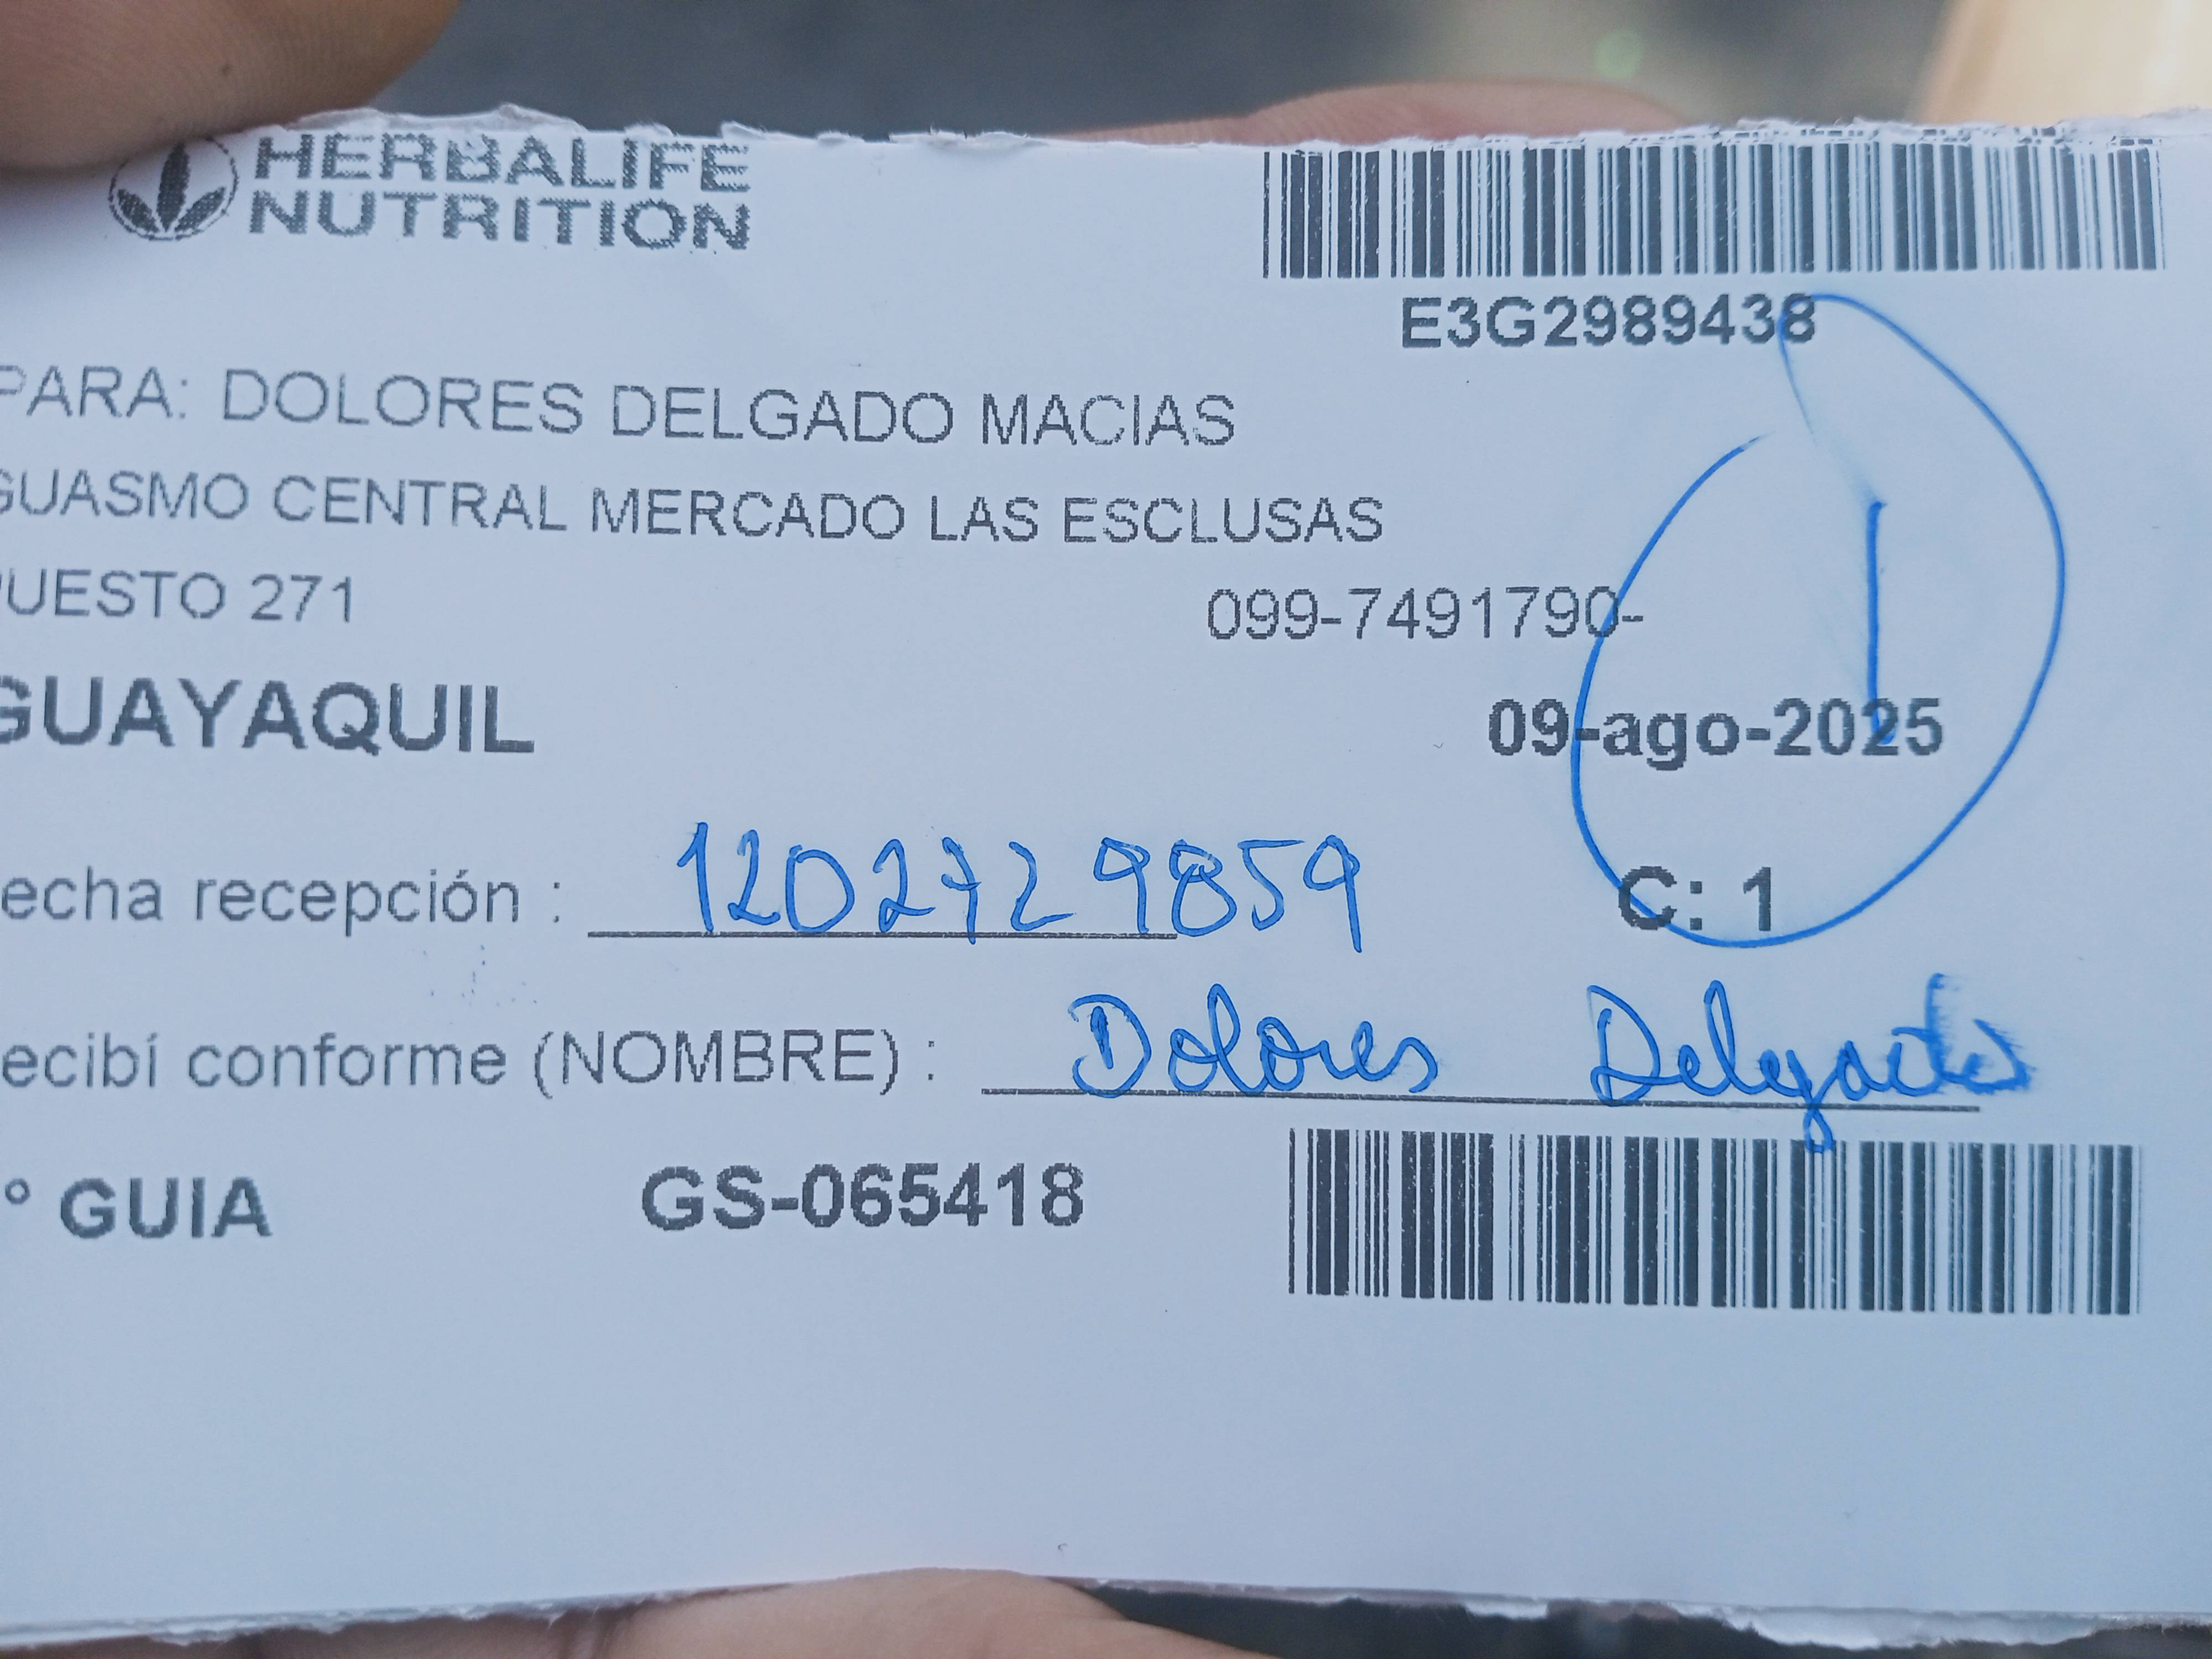 HERBALIFE
NUTRITION
E3G2989438
PARA: DOLORES DELGADO MACIAS
GUASMO CENTRAL MERCADO LAS ESCLUSAS
PUESTO 271
099-7491790-
GUAYAQUIL
09-ago-2025
echa recepción : 1202729859
C: 1
ecibí conforme (NOMBRE) : Dolores Delgado
° GUIA GS-065418